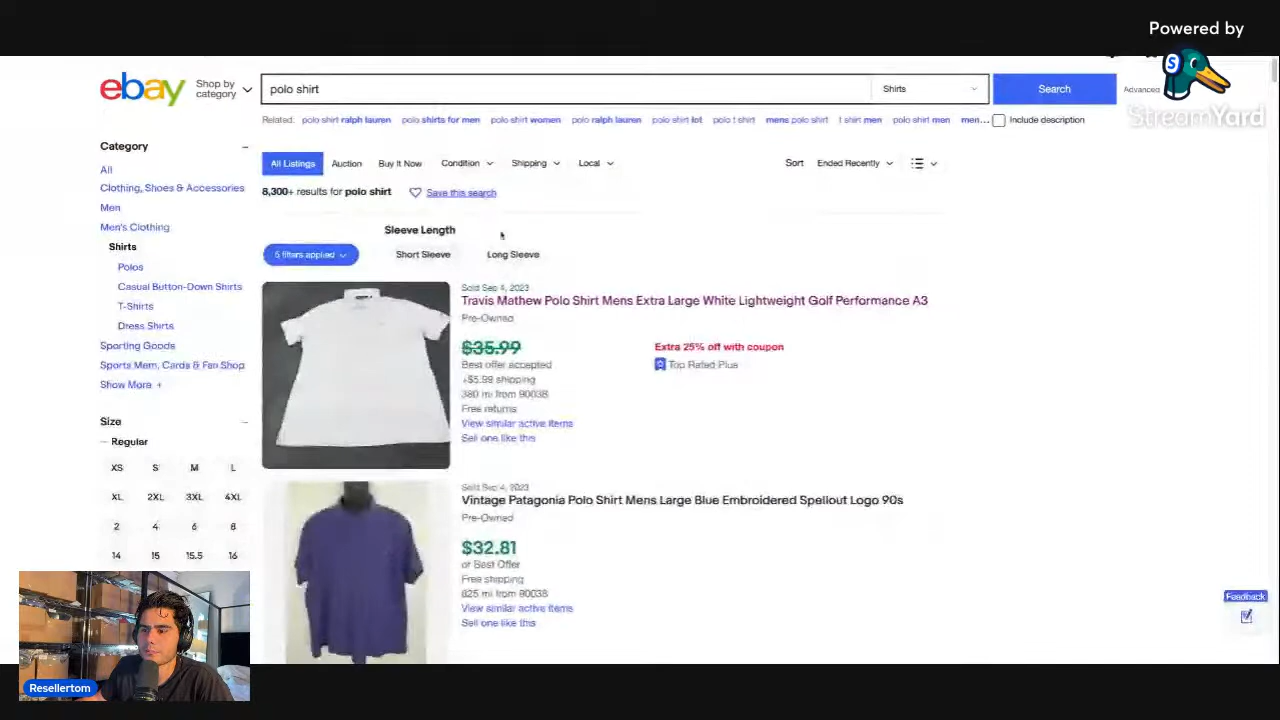 Powered by
StreamYard
ebay
Shop by category
polo shirt
Shirts
Search
Advanced
Related:
polo shirt ralph lauren
polo shirts for men
polo shirt women
polo ralph lauren
polo shirt lot
polo t shirt
mens polo shirt
t shirt men
polo shirt men
men...
Include description
Category
All
Clothing, Shoes & Accessories
Men
Men's Clothing
Shirts
Polos
Casual Button-Down Shirts
T-Shirts
Dress Shirts
Sporting Goods
Sports Mem, Cards & Fan Shop
Show More +
Size
Regular
XS S M L
XL 2XL 3XL 4XL
2 4 6 8
14 15 15.5 16
All Listings
Auction
Buy It Now
Condition
Shipping
Local
Sort
Ended Recently
8,300+ results for polo shirt
Save this search
Sleeve Length
5 filters applied
Short Sleeve
Long Sleeve
Sold Sep 4, 2023
Travis Mathew Polo Shirt Mens Extra Large White Lightweight Golf Performance A3
Pre-Owned
$35.99
Best offer accepted
+$5.99 shipping
380 mi from 90038
Free returns
View similar active items
Sell one like this
Extra 25% off with coupon
Top Rated Plus
Sold Sep 4, 2023
Vintage Patagonia Polo Shirt Mens Large Blue Embroidered Spellout Logo 90s
Pre-Owned
$32.81
or Best Offer
Free shipping
825 mi from 90038
View similar active items
Sell one like this
Feedback
Resellertom